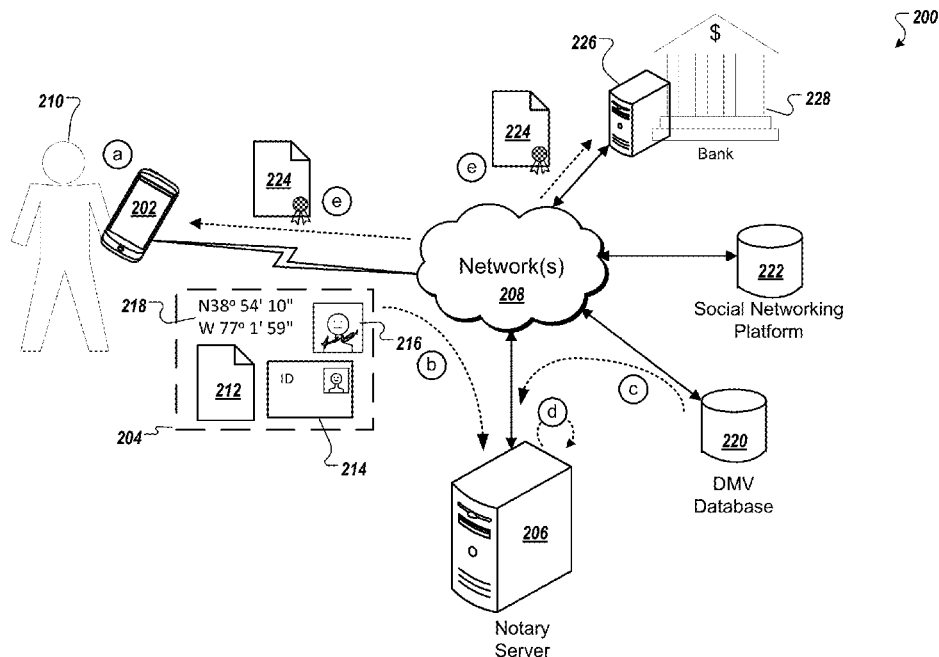 200
226
$
228
Bank
210
a
202
224
e
224
e
Network(s)
208
222
Social Networking
Platform
218
N38º 54' 10"
W 77º 1' 59"
216
212
ID
204
214
b
c
d
220
DMV
Database
206
Notary
Server